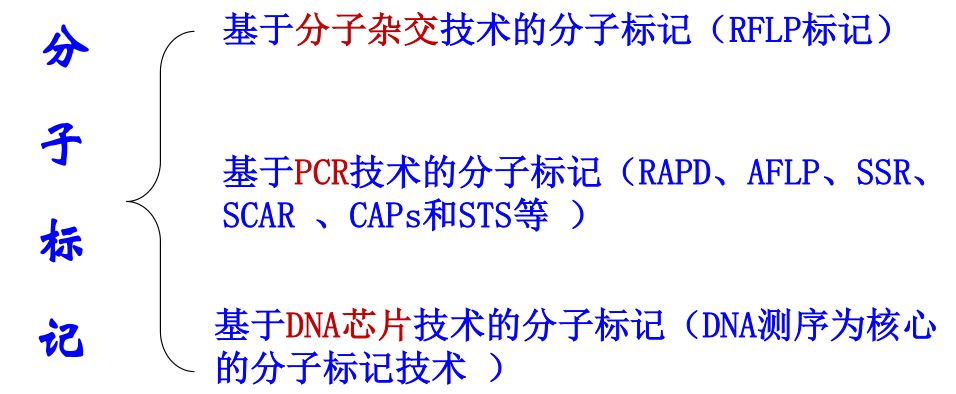 分子标记
基于分子杂交技术的分子标记（RFLP标记）
基于PCR技术的分子标记（RAPD、AFLP、SSR、
SCAR 、CAPs和STS等 ）
基于DNA芯片技术的分子标记（DNA测序为核心
的分子标记技术 ）